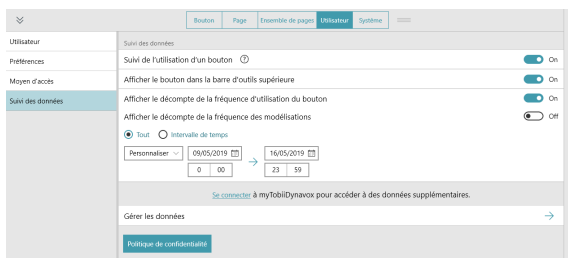 Bouton Page Ensemble de pages Utilisateur Système
Utilisateur
Préférences
Moyen d'accès
Suivi des données
Suivi des données
Suivi de l'utilisation d'un bouton ? On
Afficher le bouton dans la barre d'outils supérieure On
Afficher le décompte de la fréquence d'utilisation du bouton On
Afficher le décompte de la fréquence des modélisations Off
Tout Intervalle de temps
Personnaliser 09/05/2019 → 16/05/2019
0 00 23 59
Se connecter à myTobiiDynavox pour accéder à des données supplémentaires.
Gérer les données →
Politique de confidentialité